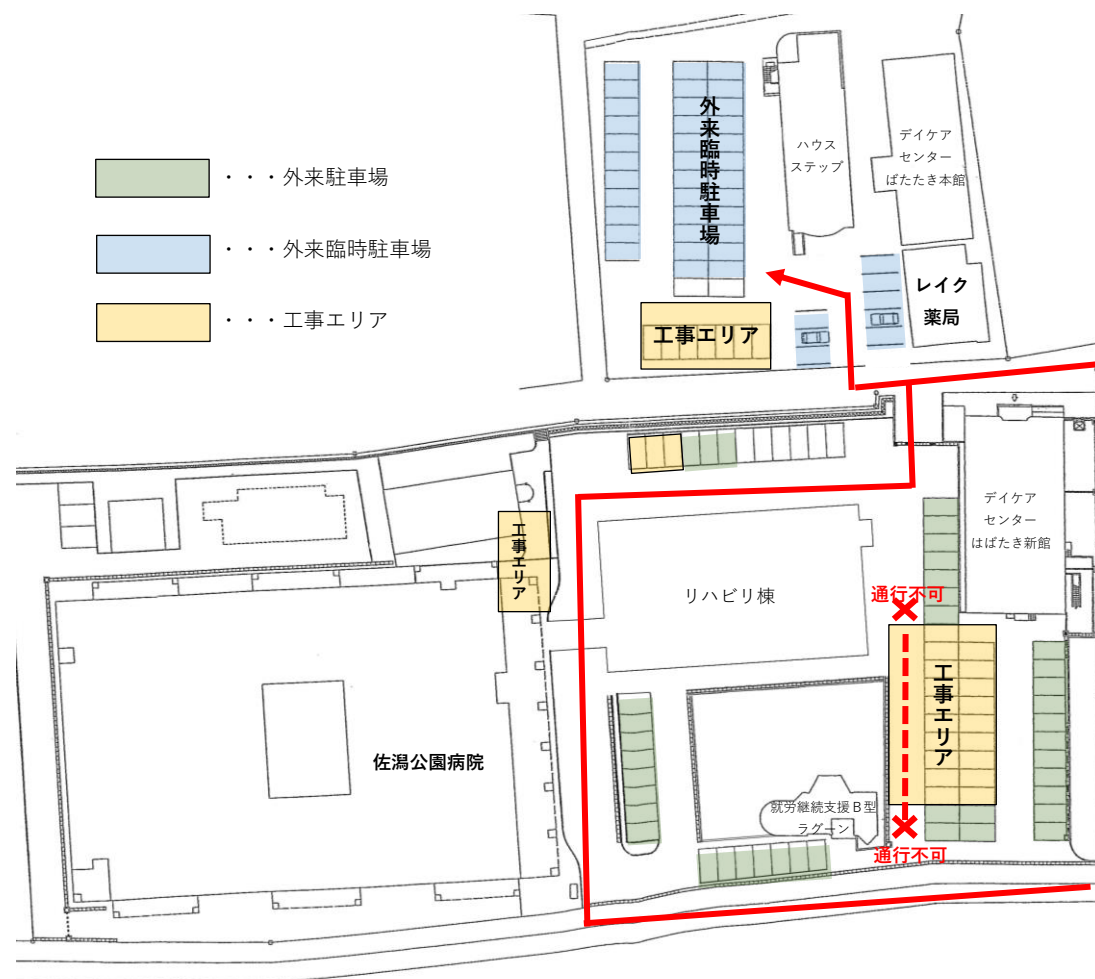 ・・・外来駐車場
・・・外来臨時駐車場
・・・工事エリア
外来臨時駐車場
ハウス
ステップ
デイケア
センター
ばたたき本館
レイク
薬局
工事エリア
工事エリア
デイケア
センター
はばたき新館
リハビリ棟
通行不可
工事エリア
佐潟公園病院
就労継続支援B型
ラグーン
通行不可